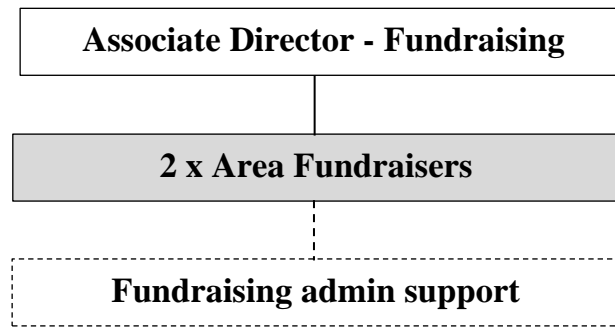 Associate Director - Fundraising
2 x Area Fundraisers
Fundraising admin support